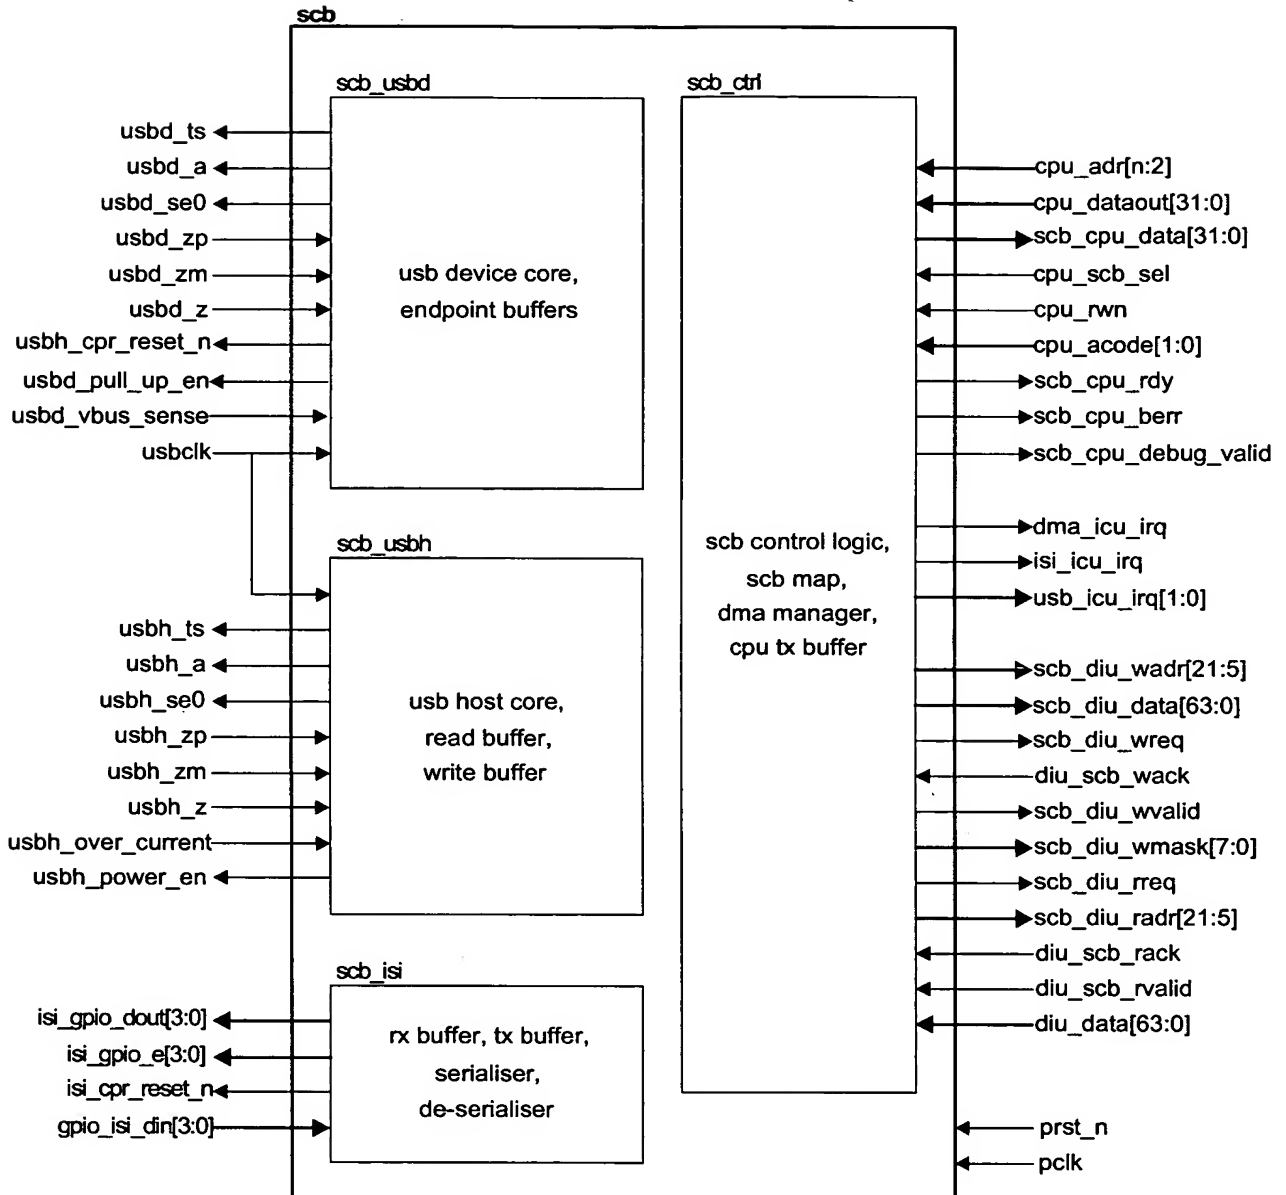 scb
scb_usbd
usbd_ts
usbd_a
usbd_se0
usbd_zp
usbd_zm
usbd_z
usbh_cpr_reset_n
usbd_pull_up_en
usbd_vbus_sense
usbclk
usb device core,
endpoint buffers
scb_usbh
usbh_ts
usbh_a
usbh_se0
usbh_zp
usbh_zm
usbh_z
usbh_over_current
usbh_power_en
usb host core,
read buffer,
write buffer
scb_isi
isi_gpio_dout[3:0]
isi_gpio_e[3:0]
isi_cpr_reset_n
gpio_isi_din[3:0]
rx buffer, tx buffer,
serialiser,
de-serialiser
scb_ctrl
scb control logic,
scb map,
dma manager,
cpu tx buffer
cpu_adr[n:2]
cpu_dataout[31:0]
scb_cpu_data[31:0]
cpu_scb_sel
cpu_rwn
cpu_acode[1:0]
scb_cpu_rdy
scb_cpu_berr
scb_cpu_debug_valid
dma_icu_irq
isi_icu_irq
usb_icu_irq[1:0]
scb_diu_wadr[21:5]
scb_diu_data[63:0]
scb_diu_wreq
diu_scb_wack
scb_diu_wvalid
scb_diu_wmask[7:0]
scb_diu_rreq
scb_diu_radr[21:5]
diu_scb_rack
diu_scb_rvalid
diu_data[63:0]
prst_n
pclk